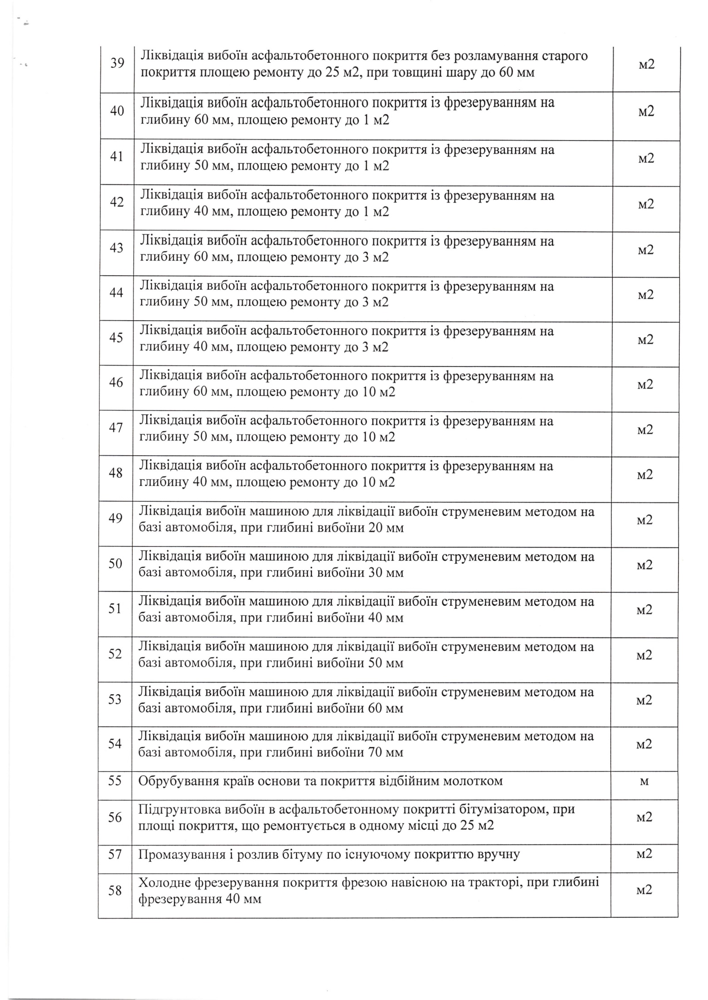 39
Ліквідація вибоїн асфальтобетонного покриття без розламування старого
покриття площею ремонту до 25 м2, при товщині шару до 60 мм
м2
40
Ліквідація вибоїн асфальтобетонного покриття із фрезеруванням на
глибину 60 мм, площею ремонту до 1 м2
м2
41
Ліквідація вибоїн асфальтобетонного покриття із фрезеруванням на
глибину 50 мм, площею ремонту до 1 м2
м2
42
Ліквідація вибоїн асфальтобетонного покриття із фрезеруванням на
глибину 40 мм, площею ремонту до 1 м2
м2
43
Ліквідація вибоїн асфальтобетонного покриття із фрезеруванням на
глибину 60 мм, площею ремонту до 3 м2
м2
44
Ліквідація вибоїн асфальтобетонного покриття із фрезеруванням на
глибину 50 мм, площею ремонту до 3 м2
м2
45
Ліквідація вибоїн асфальтобетонного покриття із фрезеруванням на
глибину 40 мм, площею ремонту до 3 м2
м2
46
Ліквідація вибоїн асфальтобетонного покриття із фрезеруванням на
глибину 60 мм, площею ремонту до 10 м2
м2
47
Ліквідація вибоїн асфальтобетонного покриття із фрезеруванням на
глибину 50 мм, площею ремонту до 10 м2
м2
48
Ліквідація вибоїн асфальтобетонного покриття із фрезеруванням на
глибину 40 мм, площею ремонту до 10 м2
м2
49
Ліквідація вибоїн машиною для ліквідації вибоїн струменевим методом на
базі автомобіля, при глибині вибоїни 20 мм
м2
50
Ліквідація вибоїн машиною для ліквідації вибоїн струменевим методом на
базі автомобіля, при глибині вибоїни 30 мм
м2
51
Ліквідація вибоїн машиною для ліквідації вибоїн струменевим методом на
базі автомобіля, при глибині вибоїни 40 мм
м2
52
Ліквідація вибоїн машиною для ліквідації вибоїн струменевим методом на
базі автомобіля, при глибині вибоїни 50 мм
м2
53
Ліквідація вибоїн машиною для ліквідації вибоїн струменевим методом на
базі автомобіля, при глибині вибоїни 60 мм
м2
54
Ліквідація вибоїн машиною для ліквідації вибоїн струменевим методом на
базі автомобіля, при глибині вибоїни 70 мм
м2
55
Обрубування країв основи та покриття відбійним молотком
м
56
Підгрунтовка вибоїн в асфальтобетонному покритті бітумізатором, при
площі покриття, що ремонтується в одному місці до 25 м2
м2
57
Промазування і розлив бітуму по існуючому покриттю вручну
м2
58
Холодне фрезерування покриття фрезою навісною на тракторі, при глибині
фрезерування 40 мм
м2